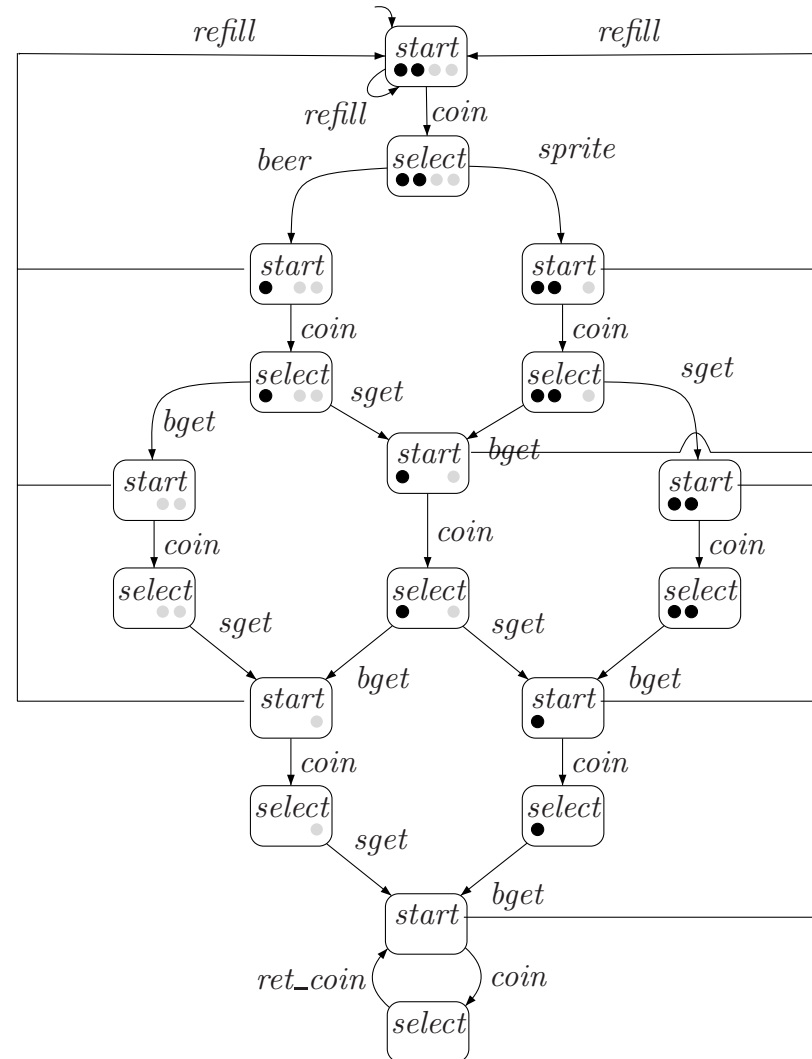 refill refill
start
refill
coin
select
beer sprite
start start
coin coin
select select
sget
bget sget
bget
start
start start
coin coin coin
select select select
sget sget
bget bget
start start
coin coin
select select
sget
bget
start
ret_coin coin
select